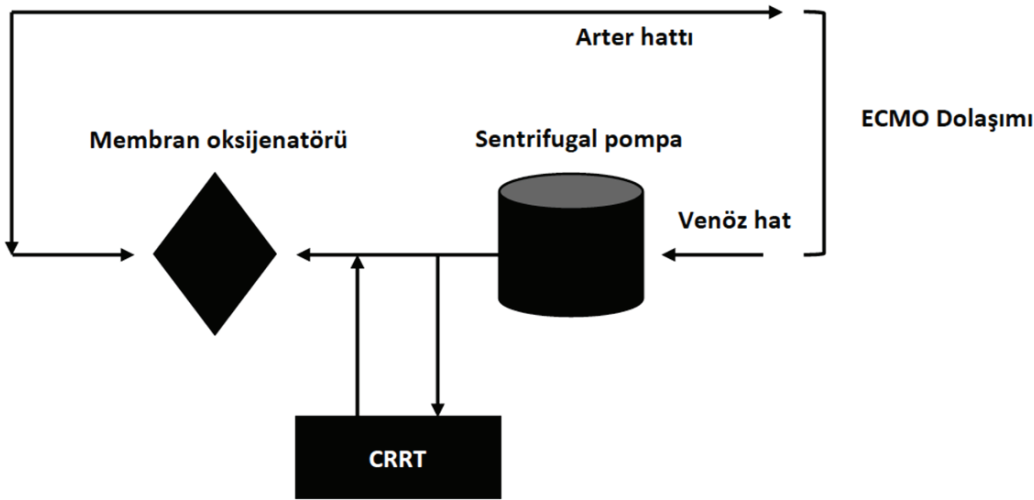 Arter hattı
ECMO Dolaşımı
Membran oksijenatörü
Sentrifugal pompa
Venöz hat
CRRT